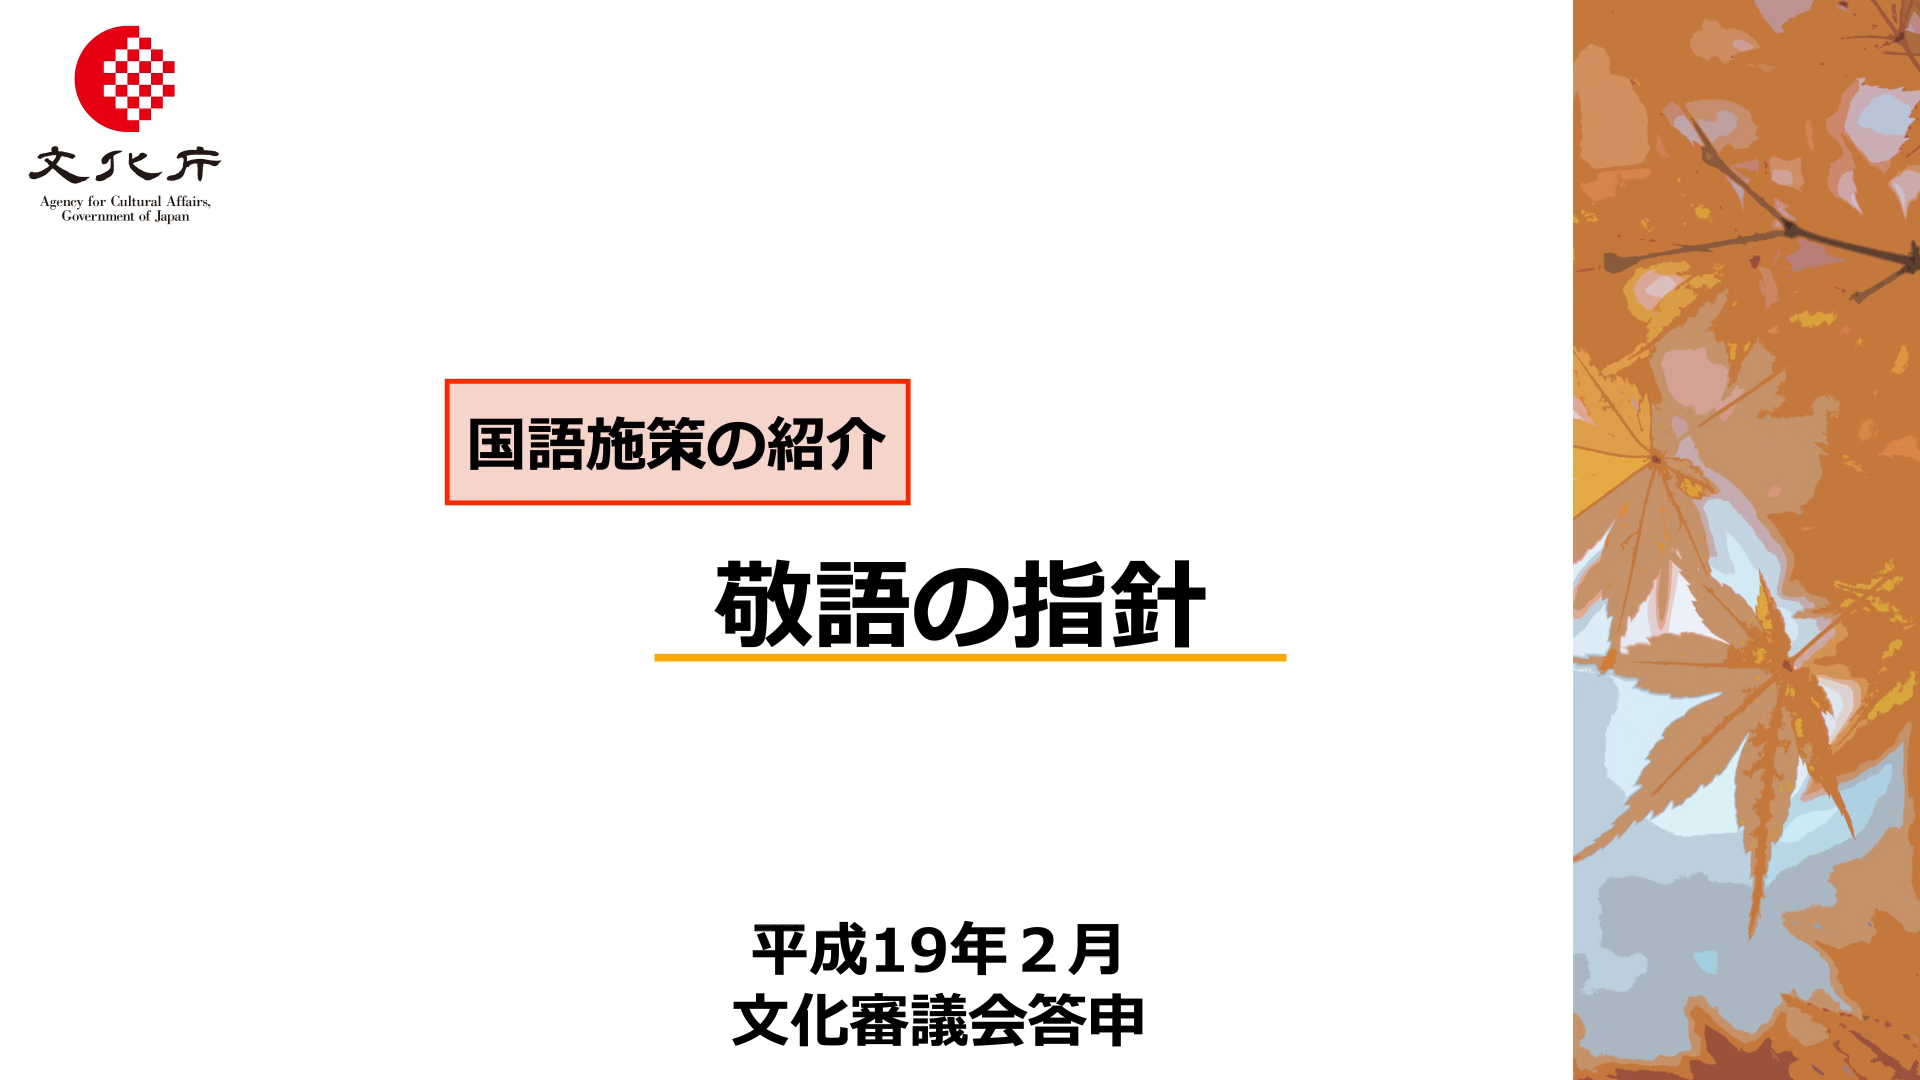 文化庁
Agency for Cultural Affairs,
Government of Japan
国語施策の紹介
敬語の指針
平成19年２月
文化審議会答申